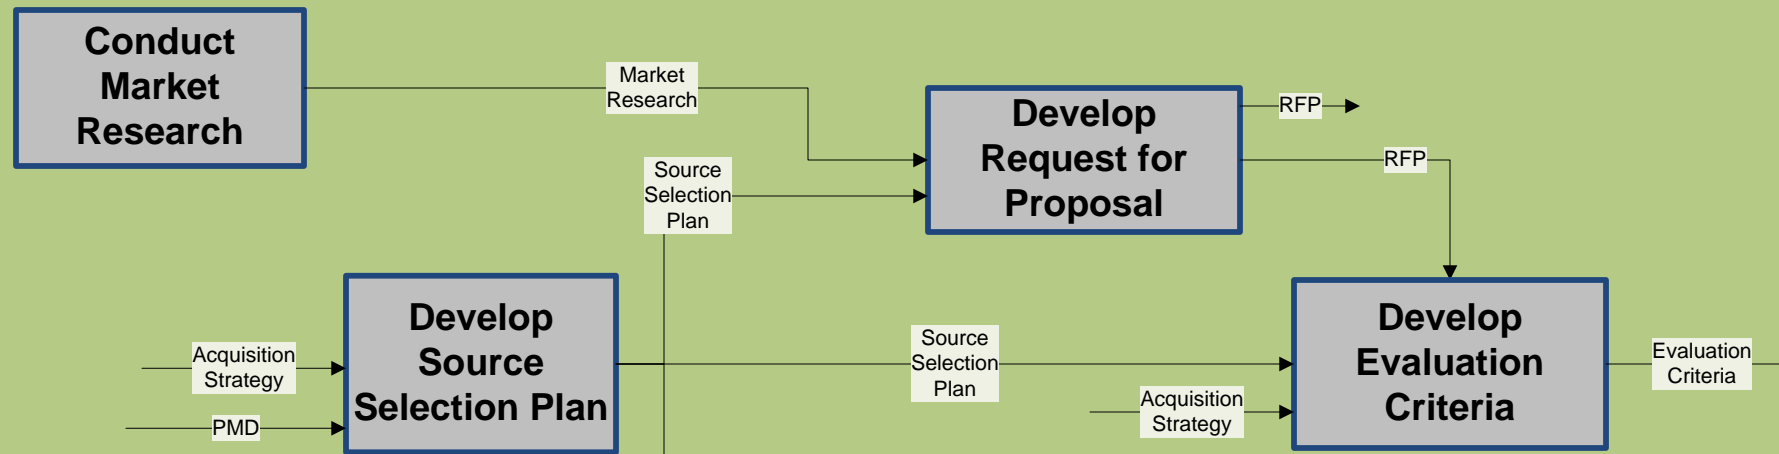 Conduct
Market
Research
Market
Research
Develop
Request for
Proposal
RFP
RFP
Source
Selection
Plan
Develop
Source
Selection Plan
Acquisition
Strategy
PMD
Source
Selection
Plan
Acquisition
Strategy
Develop
Evaluation
Criteria
Evaluation
Criteria